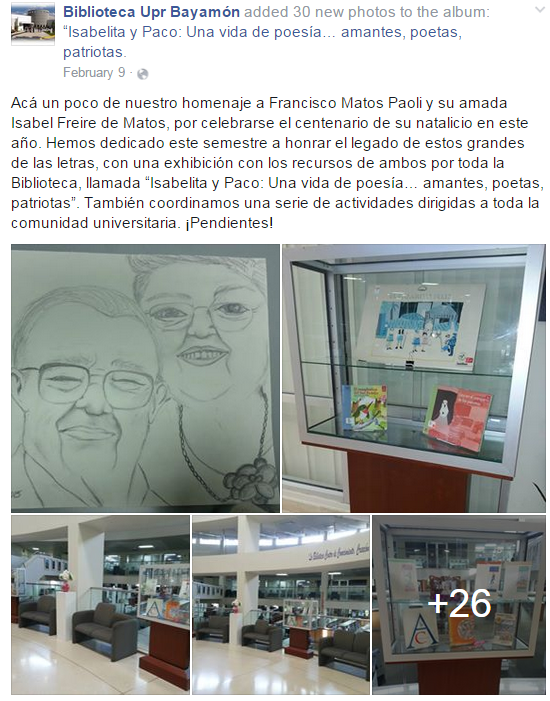 Biblioteca Upr Bayamón added 30 new photos to the album:
“Isabelita y Paco: Una vida de poesía… amantes, poetas,
patriotas.
February 9 ·
Acá un poco de nuestro homenaje a Francisco Matos Paoli y su amada
Isabel Freire de Matos, por celebrarse el centenario de su natalicio en este
año. Hemos dedicado este semestre a honrar el legado de estos grandes
de las letras, con una exhibición con los recursos de ambos por toda la
Biblioteca, llamada “Isabelita y Paco: Una vida de poesía… amantes, poetas,
patriotas”. También coordinamos una serie de actividades dirigidas a toda la
comunidad universitaria. ¡Pendientes!
+26